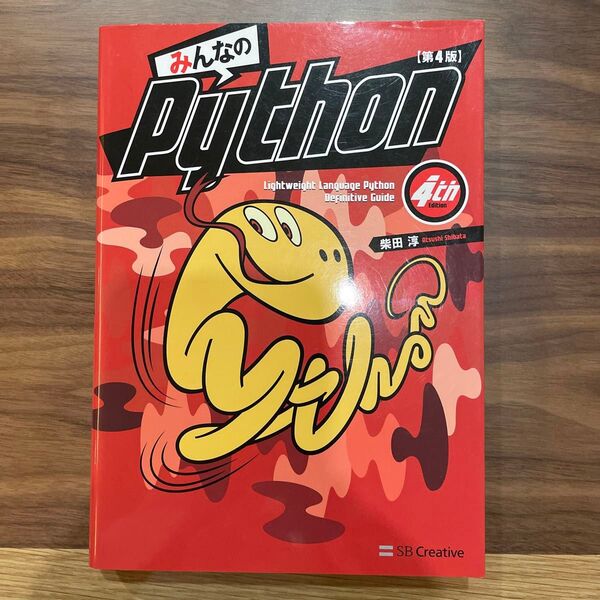 みんなの
Python
【第4版】
Lightweight Language Python
Definitive Guide
4th
Edition
柴田 淳 Atsushi Shibata
SB Creative